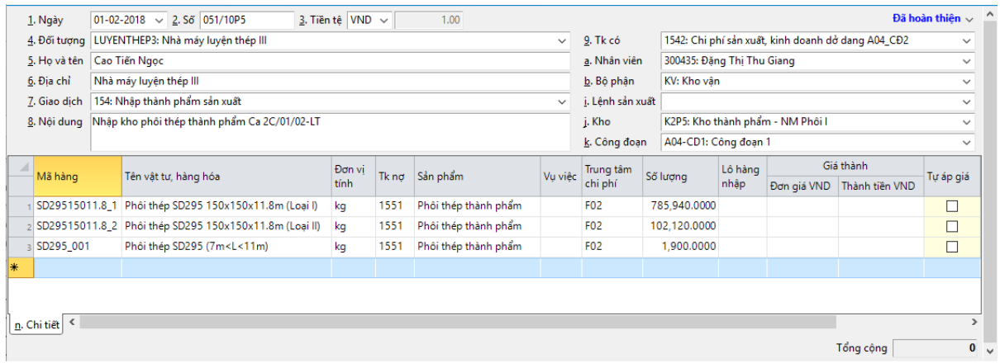 1. Ngày 01-02-2018 2. Số 051/10P5 3. Tiền tệ VND 1.00 Đã hoàn thiện
4. Đối tượng LUYENTHEP3: Nhà máy luyện thép III 9. Tk có 1542: Chi phí sản xuất, kinh doanh dở dang A04_CĐ2
5. Họ và tên Cao Tiến Ngọc a. Nhân viên 300435: Đặng Thị Thu Giang
6. Địa chỉ Nhà máy luyện thép III b. Bộ phận KV: Kho vận
7. Giao dịch 154: Nhập thành phẩm sản xuất i. Lệnh sản xuất
8. Nội dung Nhập kho phôi thép thành phẩm Ca 2C/01/02-LT j. Kho K2P5: Kho thành phẩm - NM Phôi I
k. Công đoạn A04-CD1: Công đoạn 1
Mã hàng Tên vật tư, hàng hóa Đơn vị tính Tk nợ Sản phẩm Vụ việc Trung tâm chi phí Số lượng Lô hàng nhập Giá thành Tự áp giá
Đơn giá VND Thành tiền VND
1 SD29515011.8_1 Phôi thép SD295 150x150x11.8m (Loại I) kg 1551 Phôi thép thành phẩm F02 785,940.0000
2 SD29515011.8_2 Phôi thép SD295 150x150x11.8m (Loại II) kg 1551 Phôi thép thành phẩm F02 102,120.0000
3 SD295_001 Phôi thép SD295 (7m<L<11m) kg 1551 Phôi thép thành phẩm F02 1,900.0000
n. Chi tiết
Tổng cộng 0